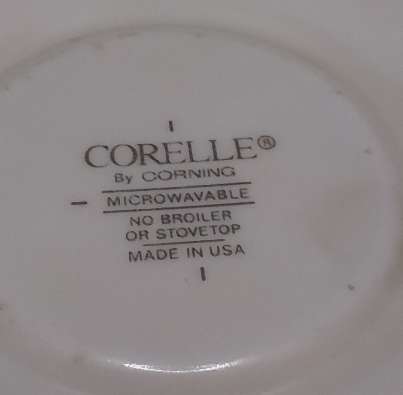 CORELLE®
By CORNING
MICROWAVABLE
NO BROILER
OR STOVETOP
MADE IN USA